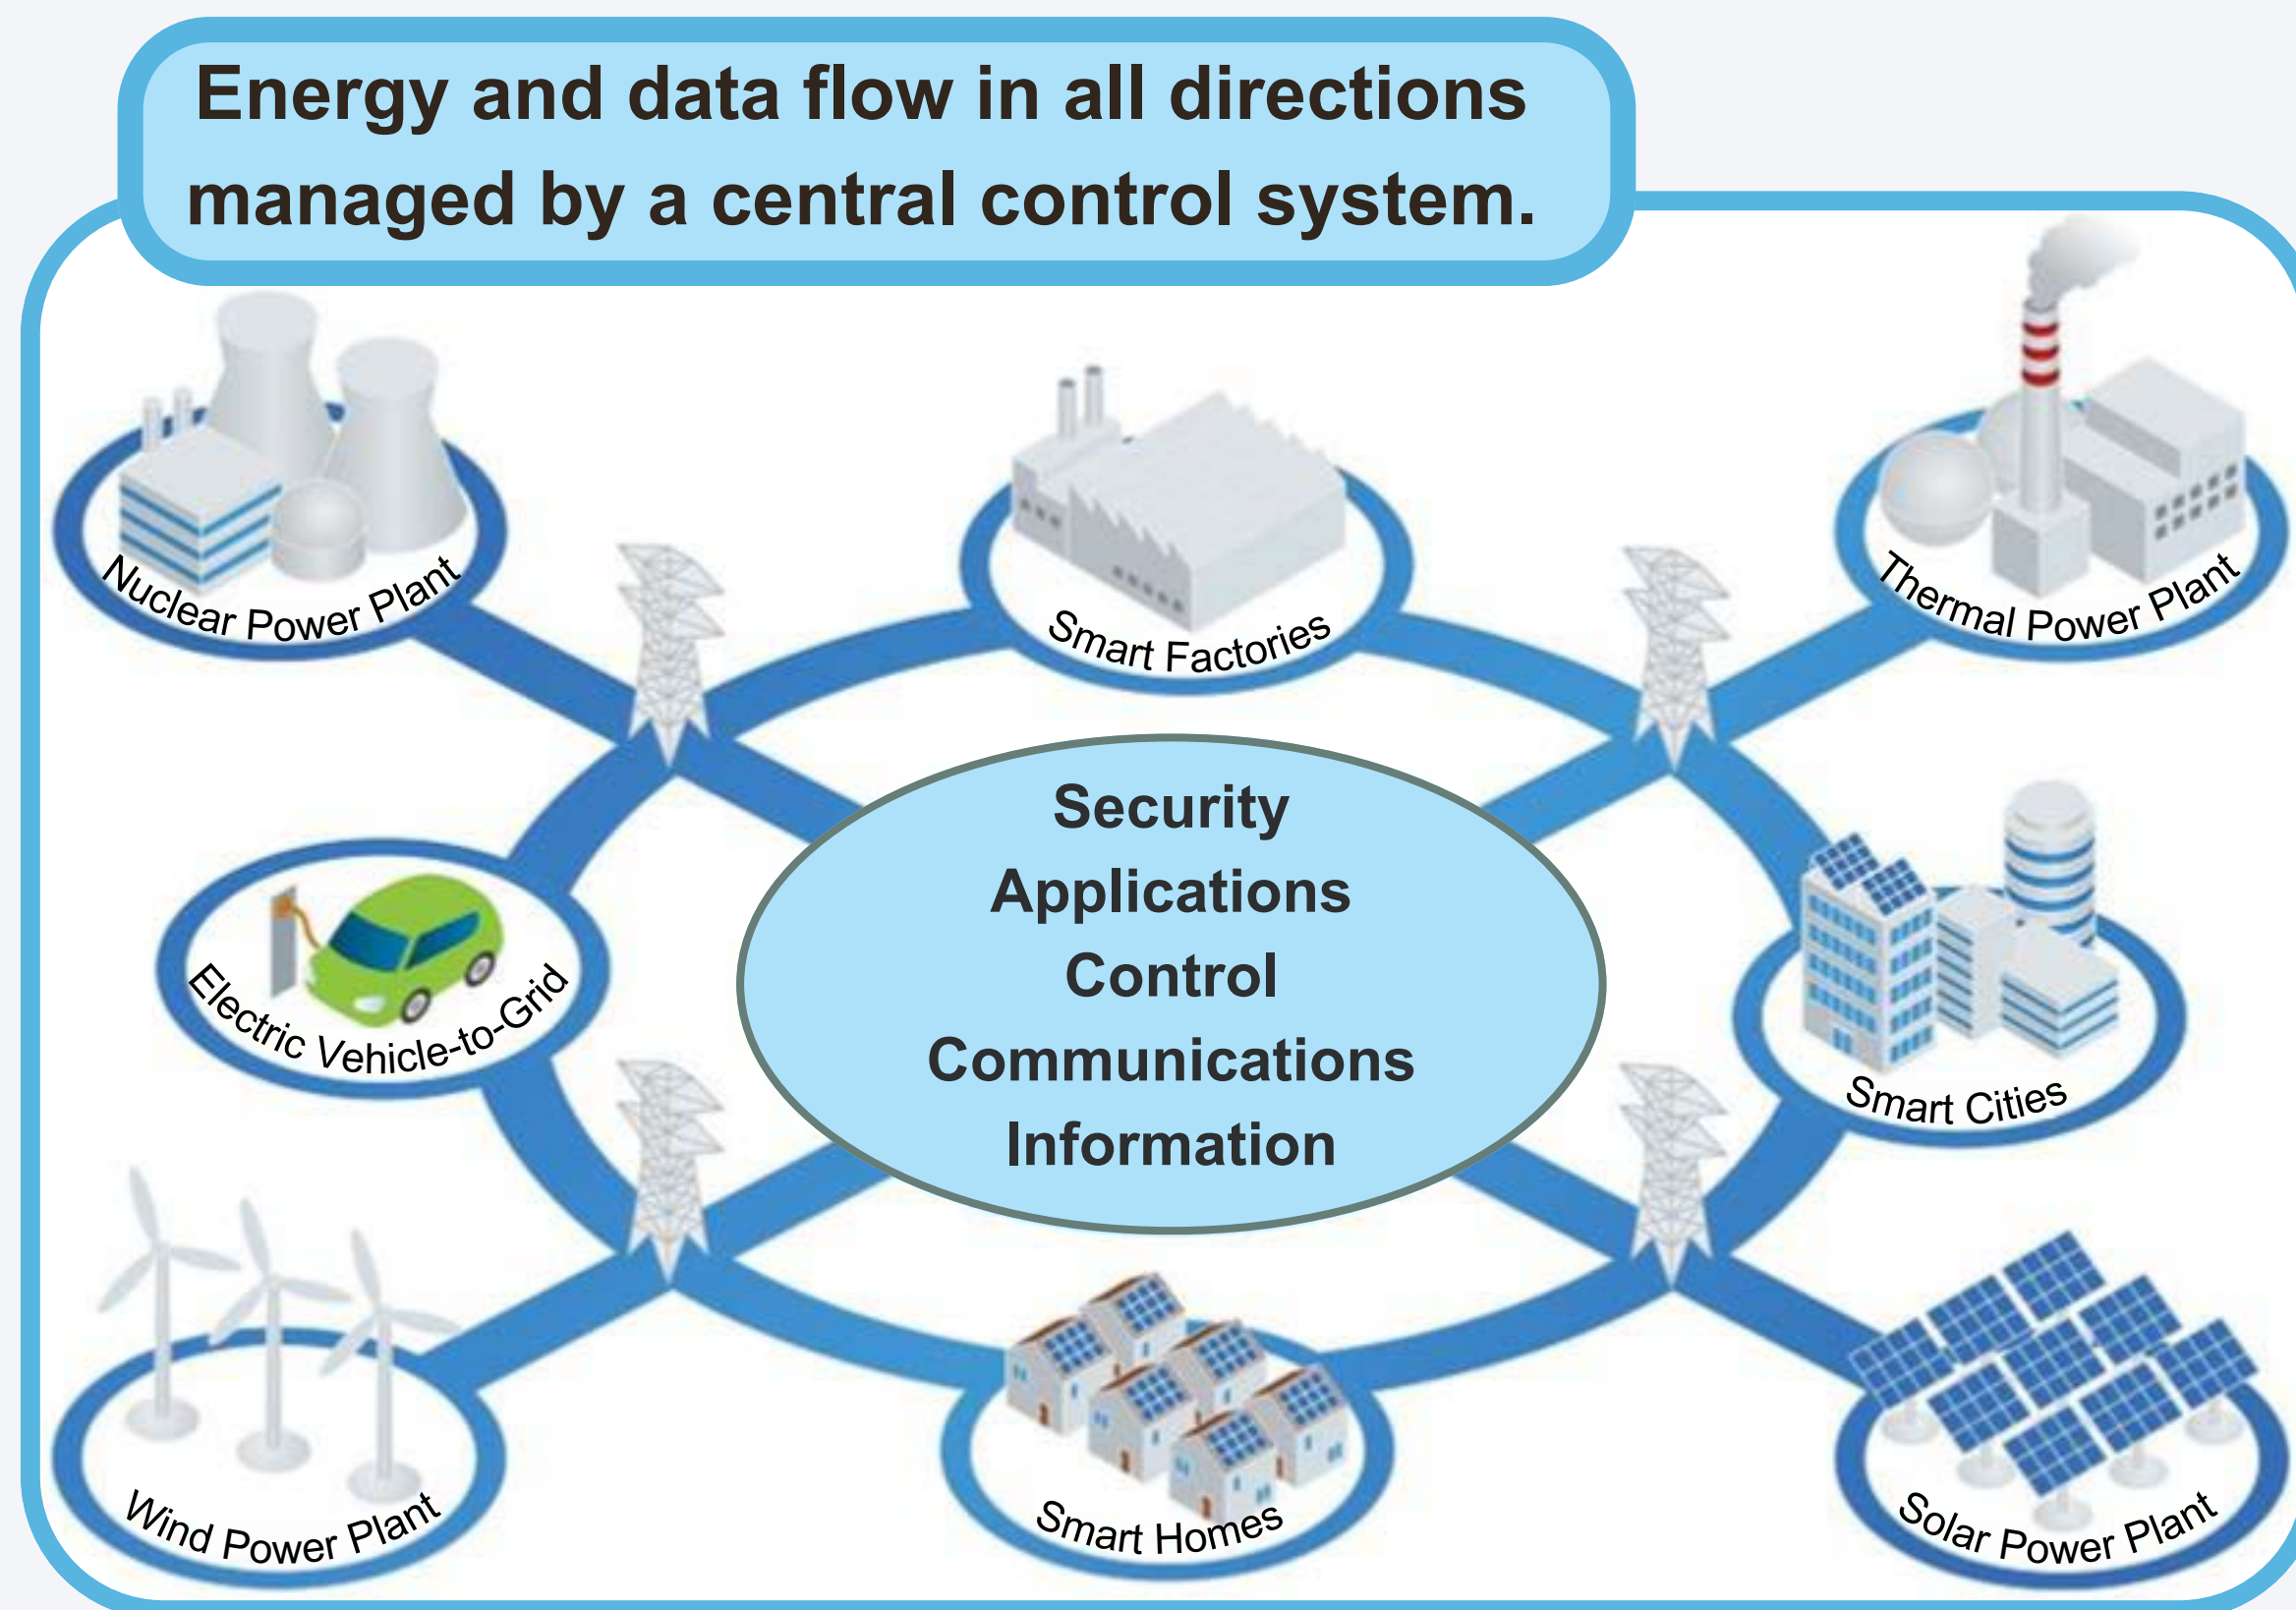 Energy and data flow in all directions
managed by a central control system.
Nuclear Power Plant
Smart Factories
Thermal Power Plant
Security
Applications
Control
Communications
Information
Electric Vehicle-to-Grid
Smart Cities
Wind Power Plant
Smart Homes
Solar Power Plant